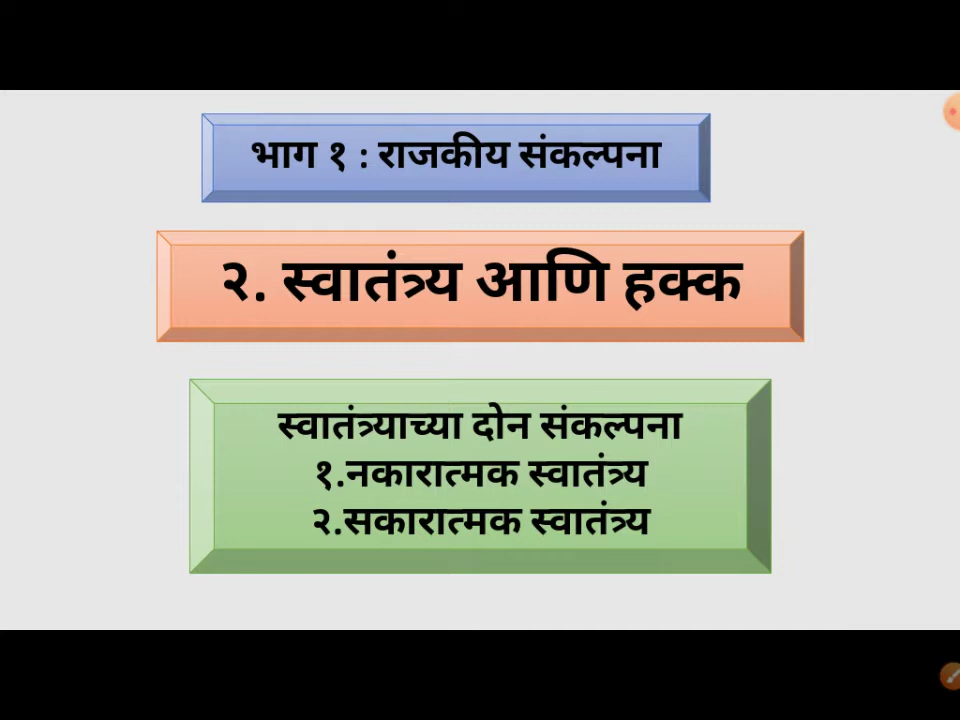 भाग १ : राजकीय संकल्पना
२. स्वातंत्र्य आणि हक्क
स्वातंत्र्याच्या दोन संकल्पना
१.नकारात्मक स्वातंत्र्य
२.सकारात्मक स्वातंत्र्य